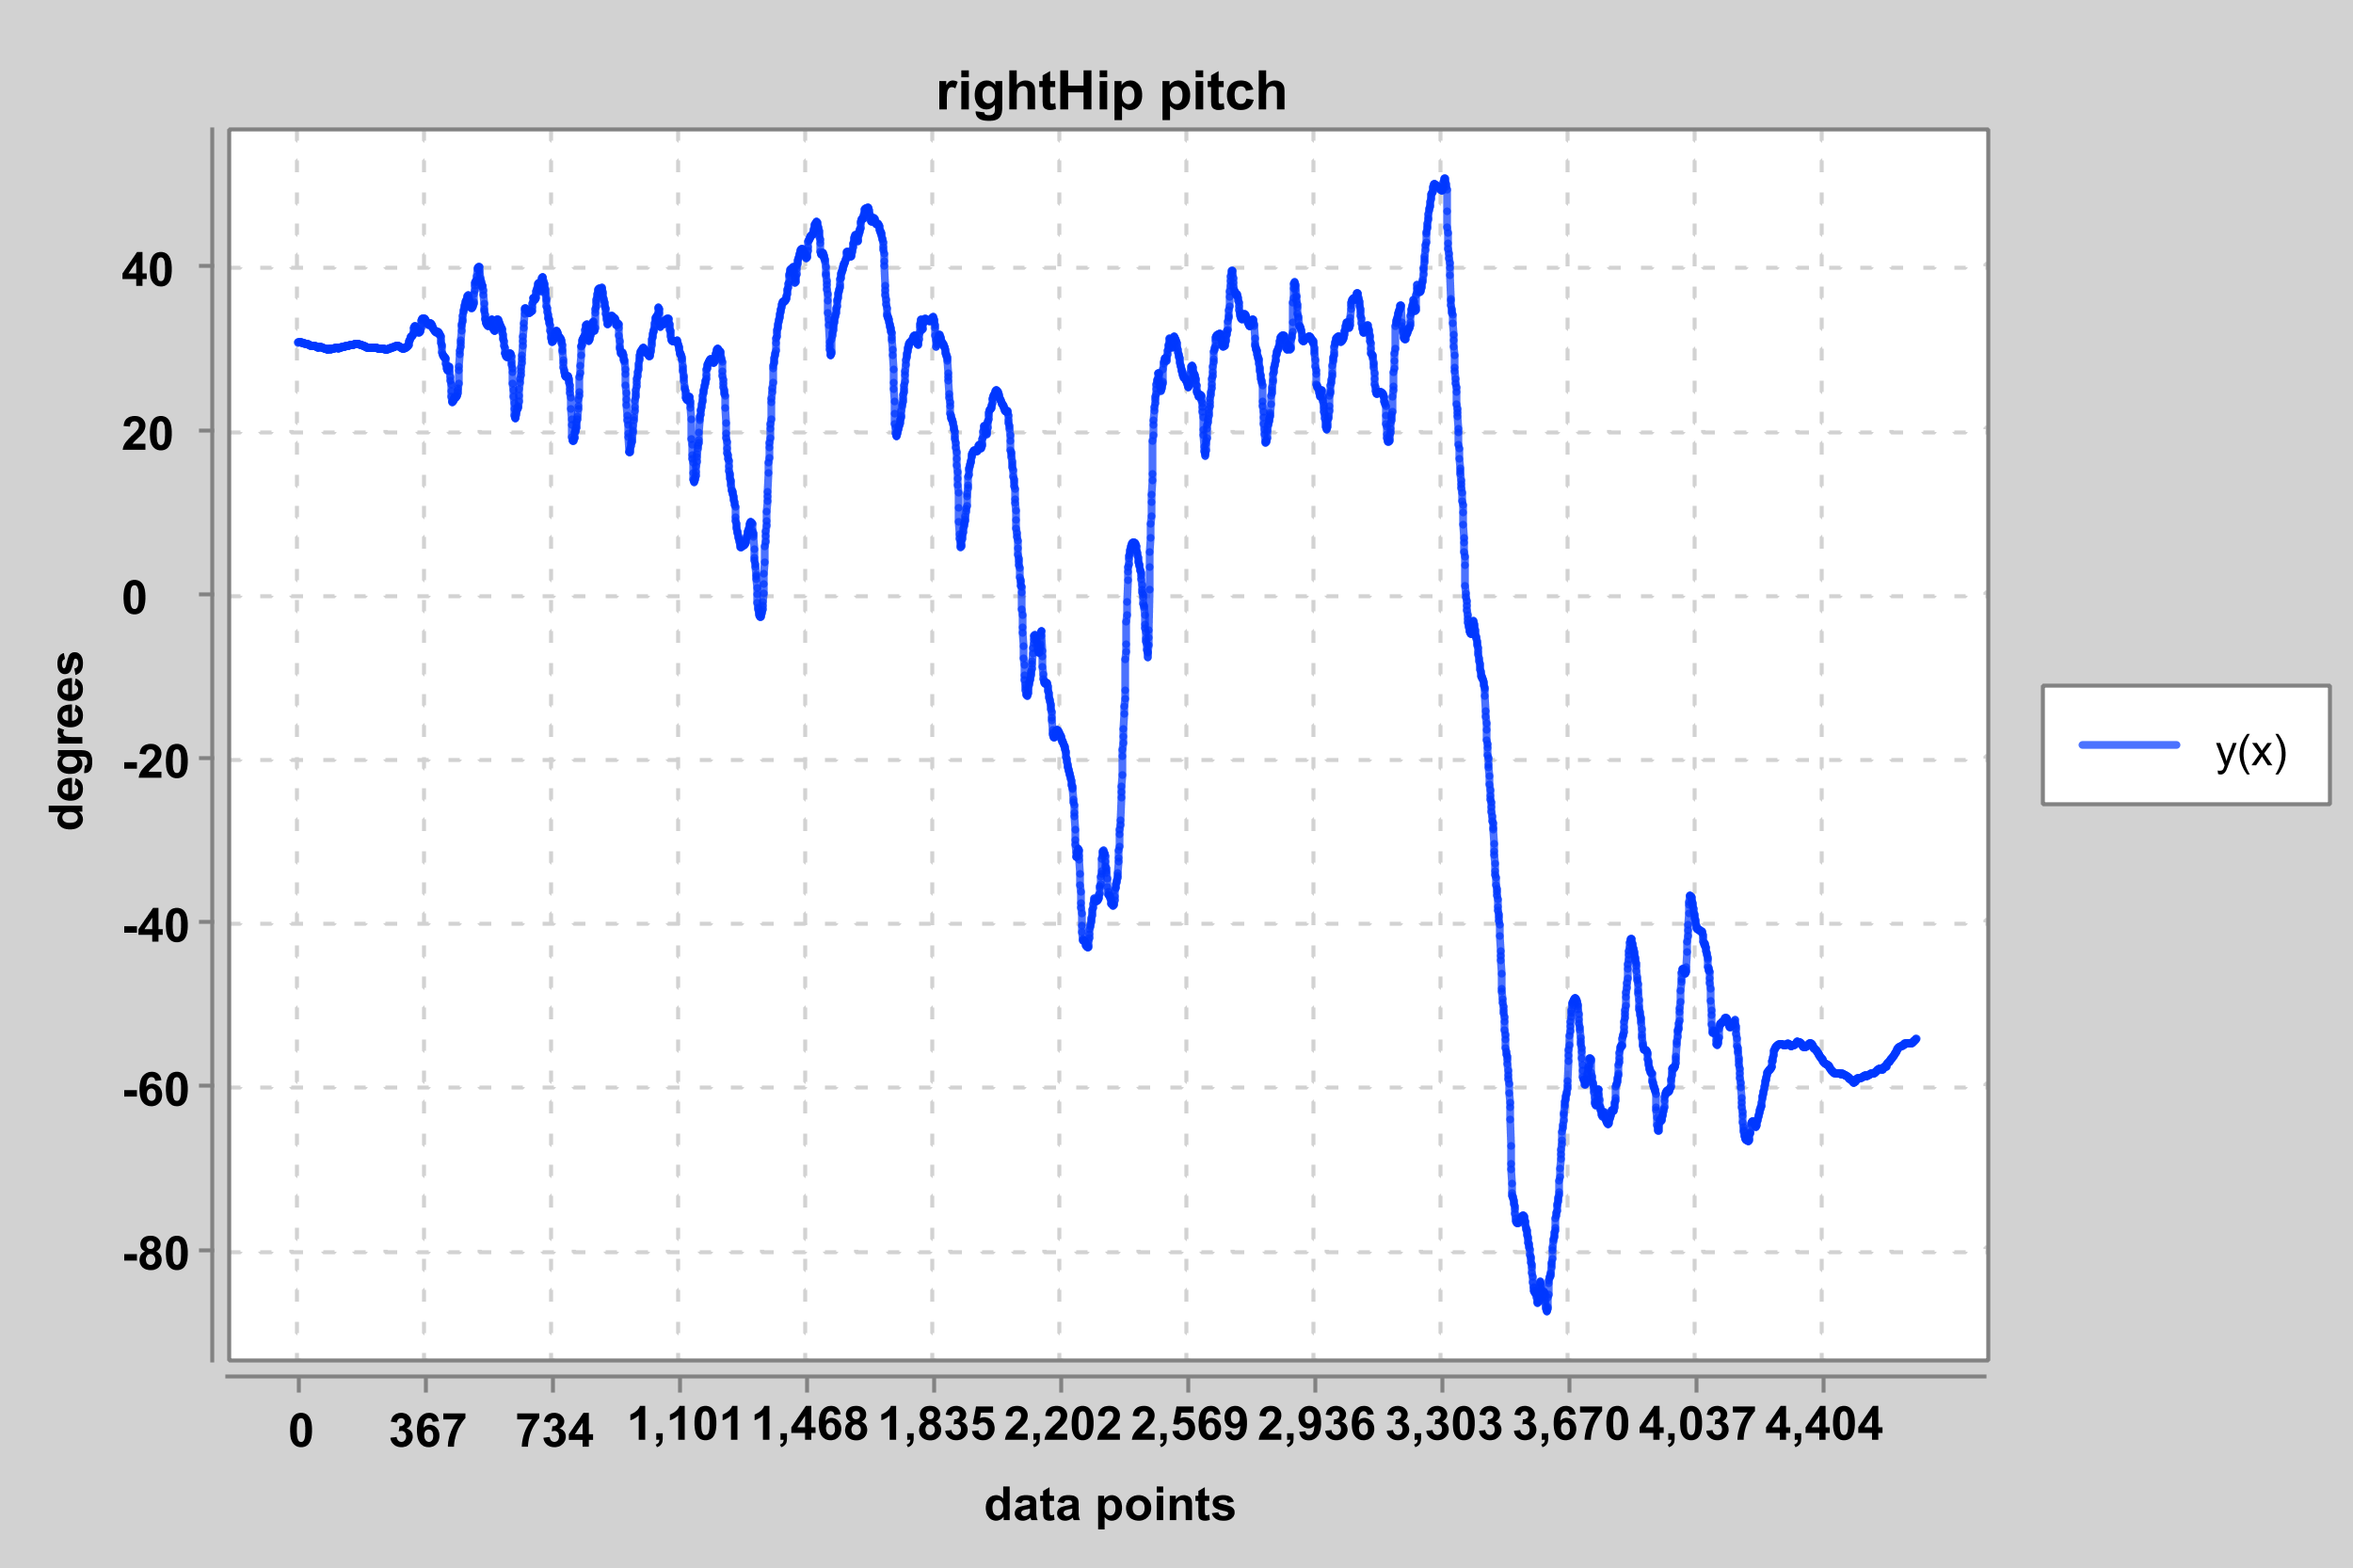 rightHip pitch
degrees
40
20
0
-20
-40
-60
-80
0 367 734 1,101 1,468 1,835 2,202 2,569 2,936 3,303 3,670 4,037 4,404
data points
y(x)